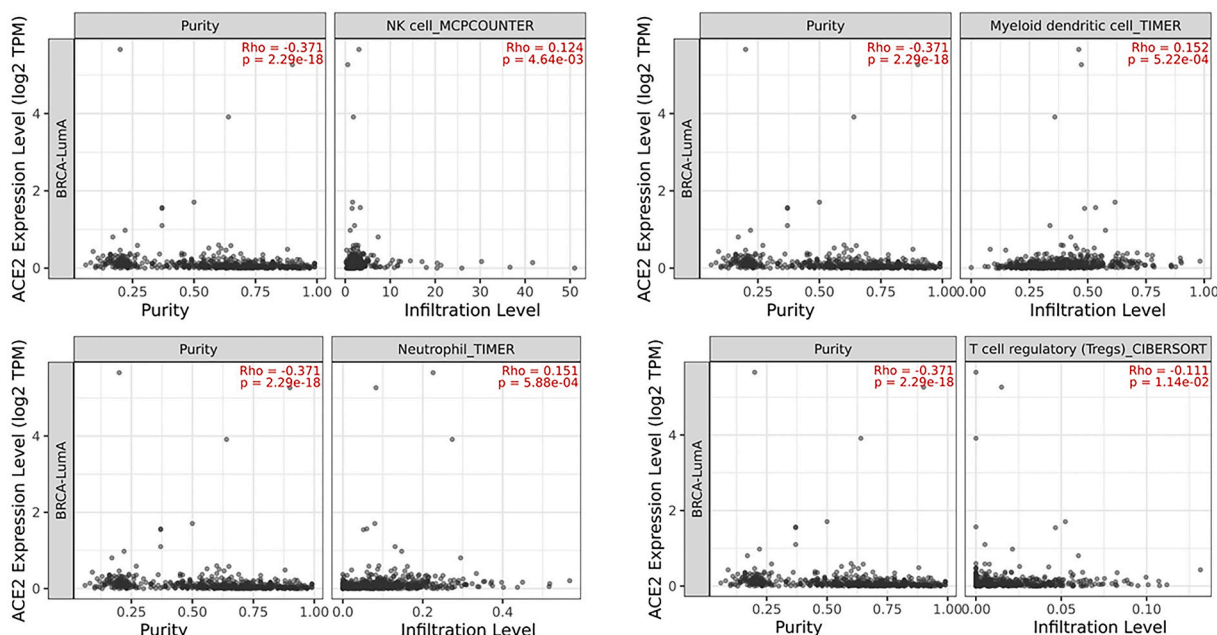 Purity
NK cell_MCPCOUNTER
ACE2 Expression Level (log2 TPM)
BRCA-LumA
Rho = -0.371
p = 2.29e-18
Rho = 0.124
p = 4.64e-03
4
2
0
0.25 0.50 0.75 1.00
0 10 20 30 40 50
Purity
Infiltration Level
Purity
Myeloid dendritic cell_TIMER
ACE2 Expression Level (log2 TPM)
BRCA-LumA
Rho = -0.371
p = 2.29e-18
Rho = 0.152
p = 5.22e-04
4
2
0
0.25 0.50 0.75 1.00
0.00 0.25 0.50 0.75 1.00
Purity
Infiltration Level
Purity
Neutrophil_TIMER
ACE2 Expression Level (log2 TPM)
BRCA-LumA
Rho = -0.371
p = 2.29e-18
Rho = 0.151
p = 5.88e-04
4
2
0
0.25 0.50 0.75 1.00
0.0 0.2 0.4
Purity
Infiltration Level
Purity
T cell regulatory (Tregs)_CIBERSORT
ACE2 Expression Level (log2 TPM)
BRCA-LumA
Rho = -0.371
p = 2.29e-18
Rho = -0.111
p = 1.14e-02
4
2
0
0.25 0.50 0.75 1.00
0.00 0.05 0.10
Purity
Infiltration Level